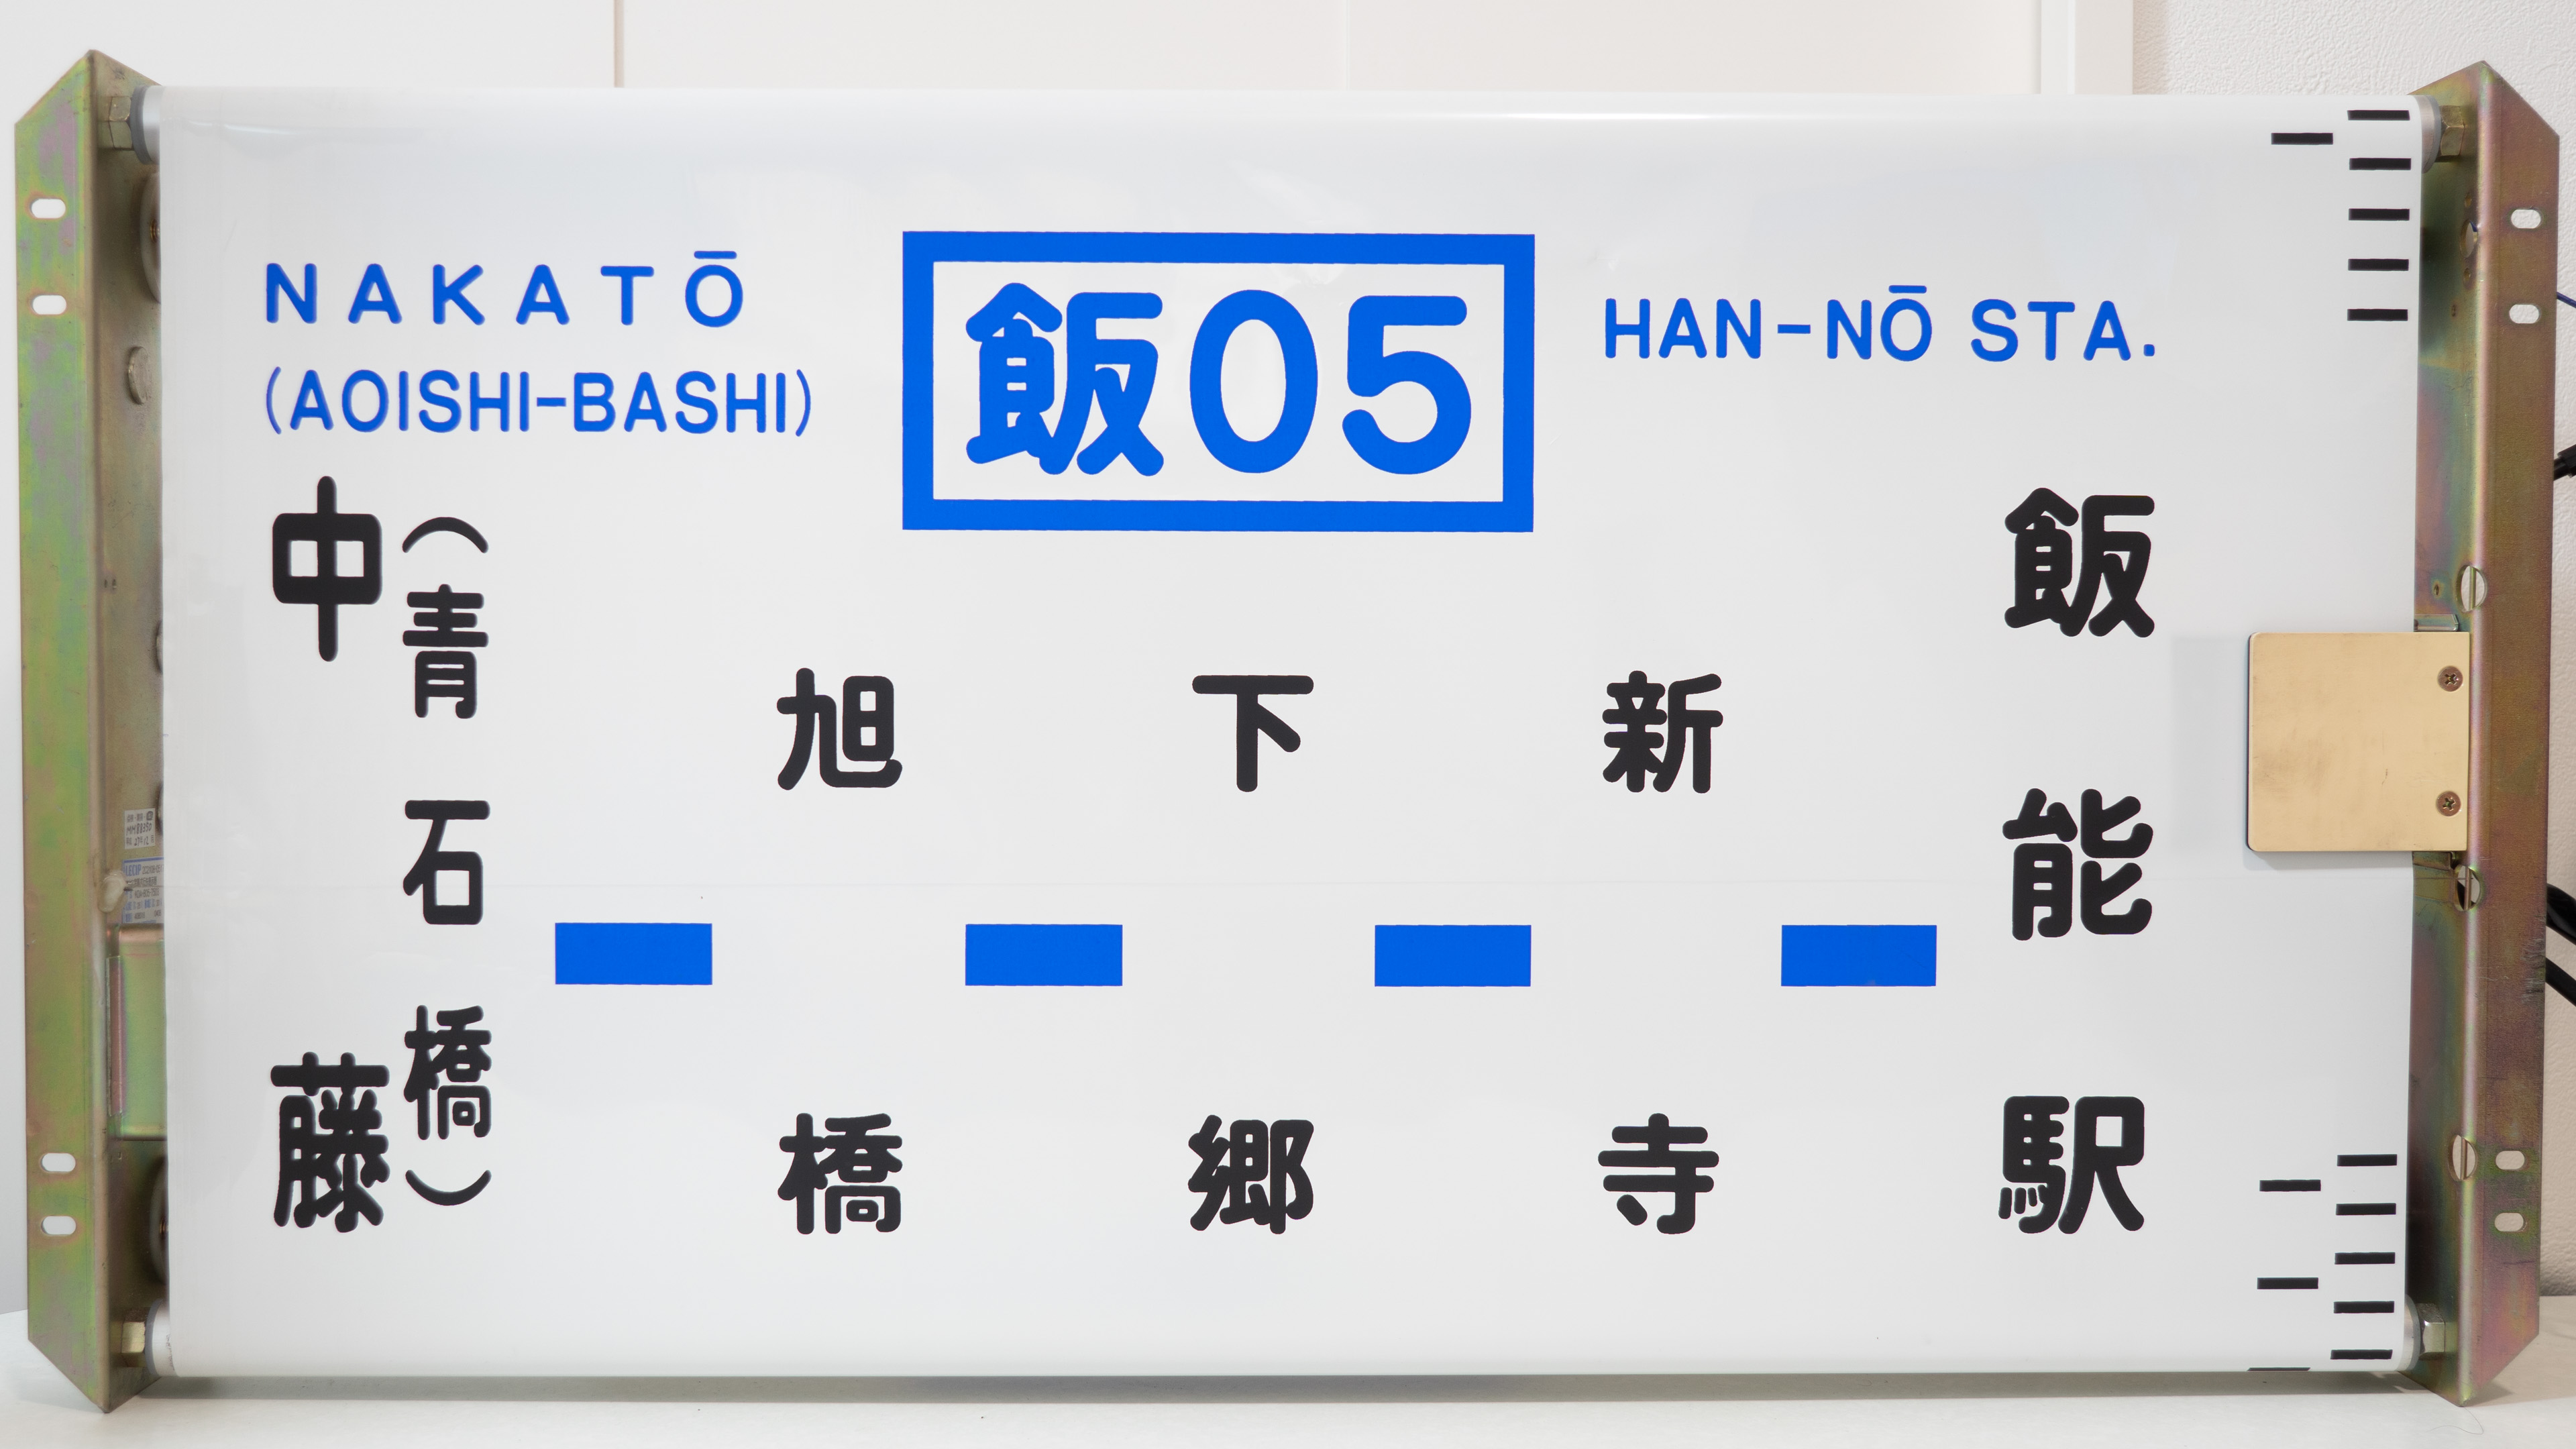 NAKATŌ
(AOISHI-BASHI)
飯05
HAN-NŌ STA.
中藤
(青石橋)
旭橋
下郷
新寺
飯能駅